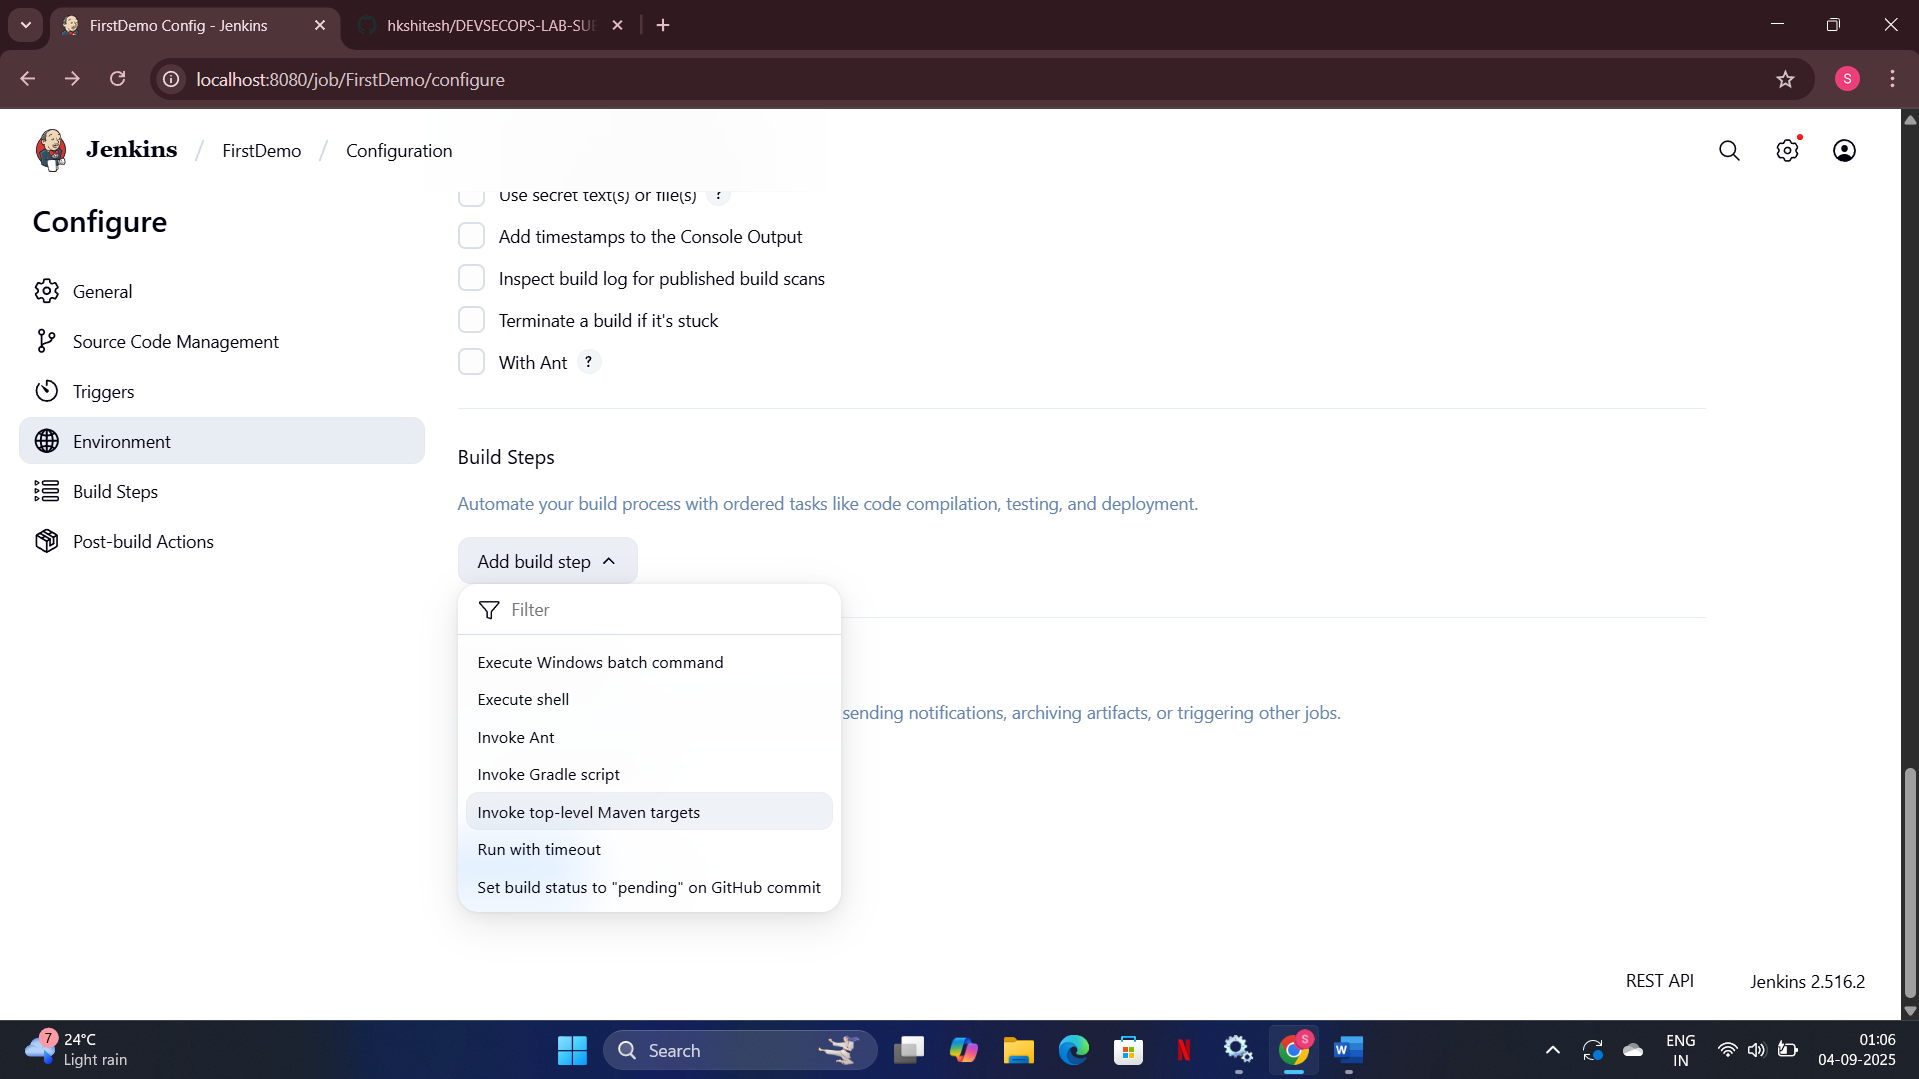 FirstDemo Config - Jenkins
hkshitesh/DEVSECOPS-LAB-SU
localhost:8080/job/FirstDemo/configure
S
Jenkins / FirstDemo / Configuration
Configure
General
Source Code Management
Triggers
Environment
Build Steps
Post-build Actions
Use secret text(s) or file(s) ?
Add timestamps to the Console Output
Inspect build log for published build scans
Terminate a build if it's stuck
With Ant ?
Build Steps
Automate your build process with ordered tasks like code compilation, testing, and deployment.
Add build step
Filter
Execute Windows batch command
Execute shell
Invoke Ant
Invoke Gradle script
Invoke top-level Maven targets
Run with timeout
Set build status to "pending" on GitHub commit
sending notifications, archiving artifacts, or triggering other jobs.
REST API
Jenkins 2.516.2
7
24°C
Light rain
Search
N
S
W
ENG
IN
01:06
04-09-2025